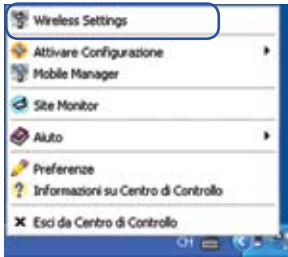 Wireless Settings
Attivare Configurazione
Mobile Manager
Site Monitor
Aiuto
Preferenze
Informazioni su Centro di Controllo
Esci da Centro di Controllo
CH